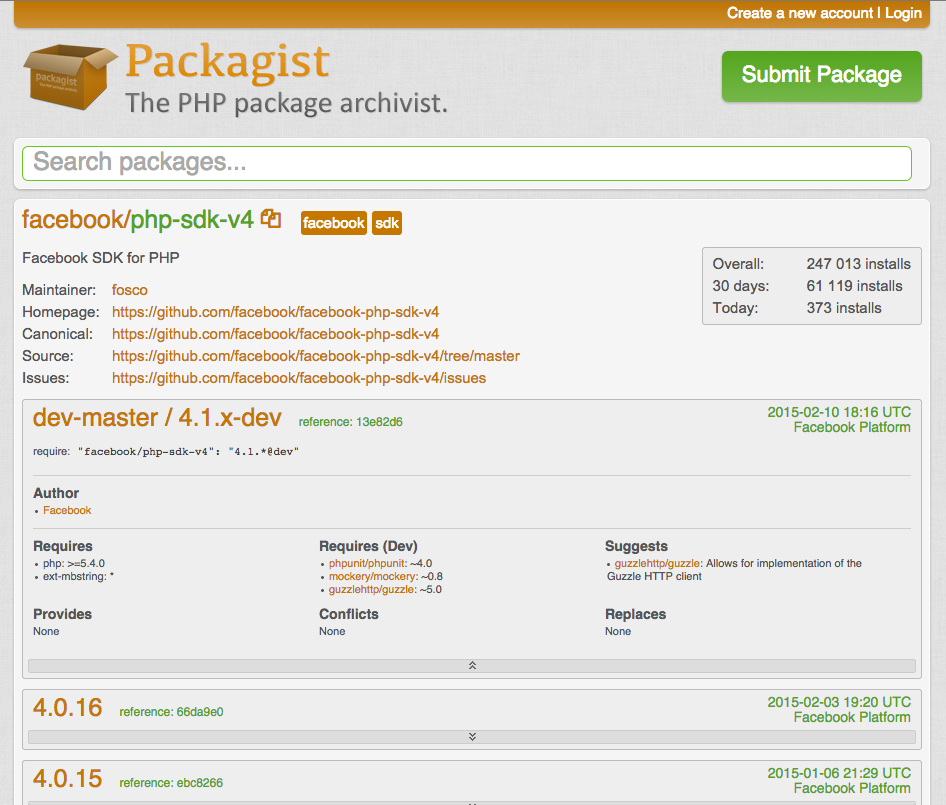 Create a new account | Login
packagist
Packagist
The PHP package archivist.
Submit Package
Search packages...
facebook/php-sdk-v4 facebook sdk
Facebook SDK for PHP
Maintainer: fosco
Homepage: https://github.com/facebook/facebook-php-sdk-v4
Canonical: https://github.com/facebook/facebook-php-sdk-v4
Source: https://github.com/facebook/facebook-php-sdk-v4/tree/master
Issues: https://github.com/facebook/facebook-php-sdk-v4/issues
Overall: 247 013 installs
30 days: 61 119 installs
Today: 373 installs
dev-master / 4.1.x-dev reference: 13e82d6
2015-02-10 18:16 UTC
Facebook Platform
require: "facebook/php-sdk-v4": "4.1.*@dev"
Author
• Facebook
Requires
• php: >=5.4.0
• ext-mbstring: *
Requires (Dev)
• phpunit/phpunit: ~4.0
• mockery/mockery: ~0.8
• guzzlehttp/guzzle: ~5.0
Suggests
• guzzlehttp/guzzle: Allows for implementation of the
Guzzle HTTP client
Provides
None
Conflicts
None
Replaces
None
4.0.16 reference: 66da9e0
2015-02-03 19:20 UTC
Facebook Platform
4.0.15 reference: ebc8266
2015-01-06 21:29 UTC
Facebook Platform